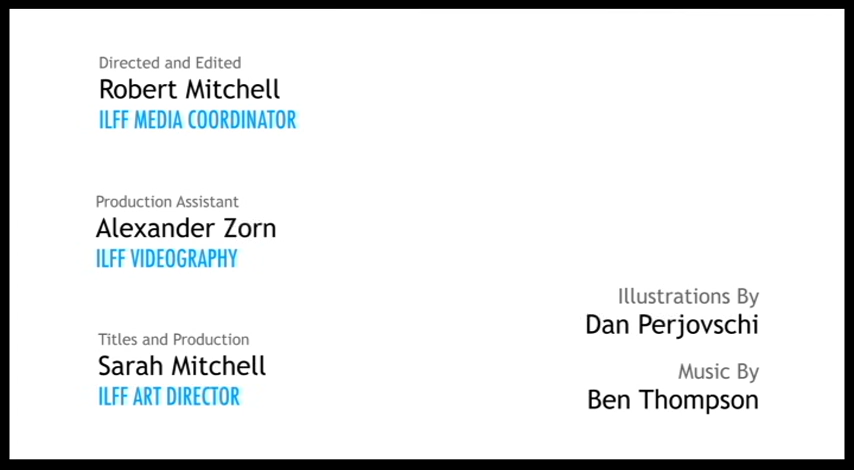 Directed and Edited
Robert Mitchell
ILFF MEDIA COORDINATOR
Production Assistant
Alexander Zorn
ILFF VIDEOGRAPHY
Titles and Production
Sarah Mitchell
ILFF ART DIRECTOR
Illustrations By
Dan Perjovschi
Music By
Ben Thompson